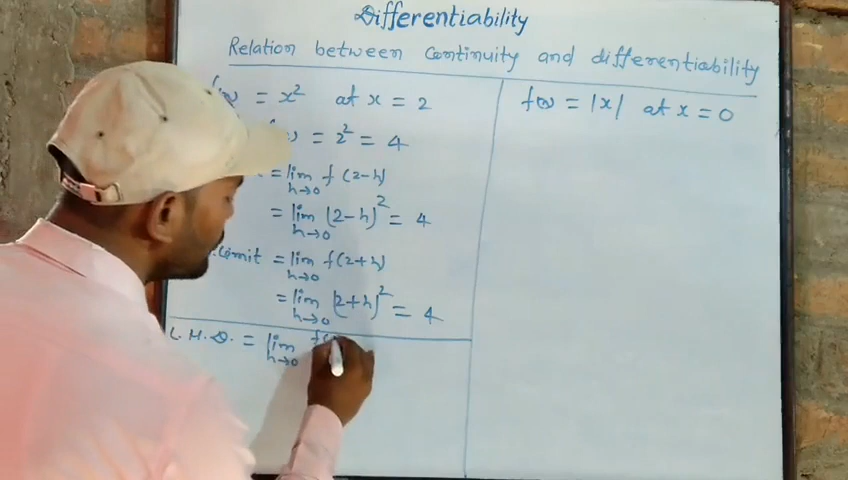 Differentiability
Relation between Continuity and differentiability
= x² at x = 2
= 2² = 4
= lim h→0 f(2-h)
= lim h→0 (2-h)² = 4
limit = lim h→0 f(2+h)
= lim h→0 (2+h)² = 4
L.H.D. = lim h→0
f(x) = |x| at x = 0